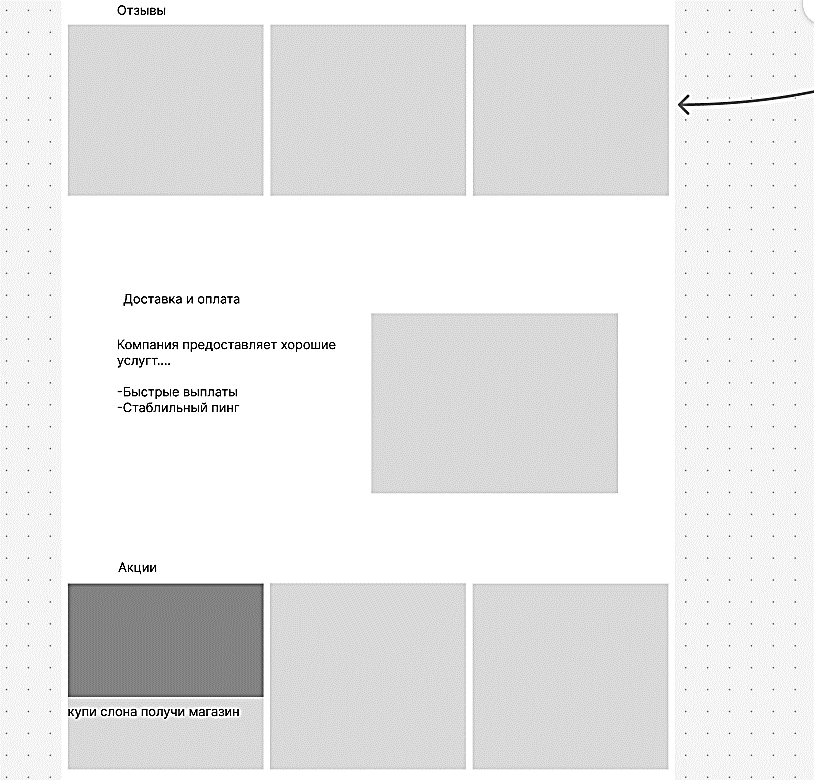 Отзывы
Доставка и оплата
Компания предоставляет хорошие
услугт....
-Быстрые выплаты
-Стаблильный пинг
Акции
купи слона получи магазин